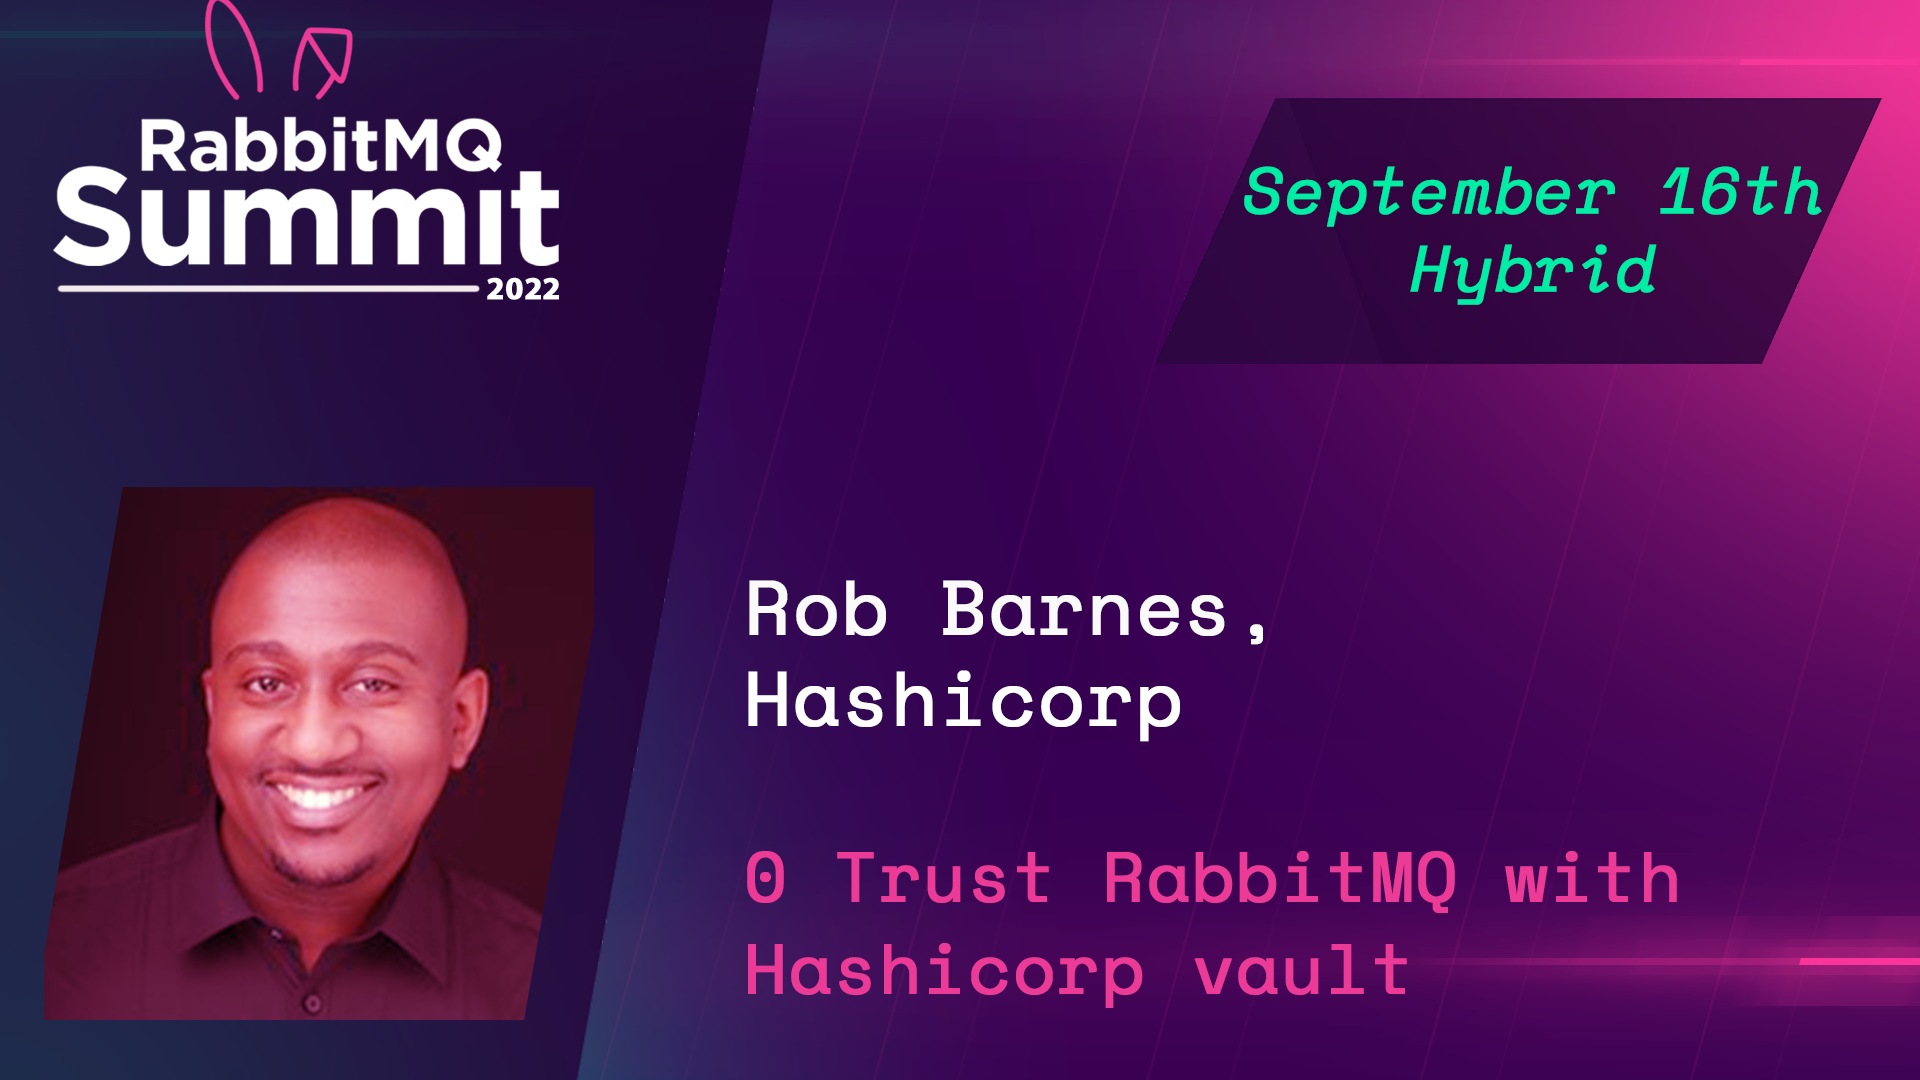 RabbitMQ
Summit
2022
September 16th
Hybrid
Rob Barnes,
Hashicorp
0 Trust RabbitMQ with
Hashicorp vault